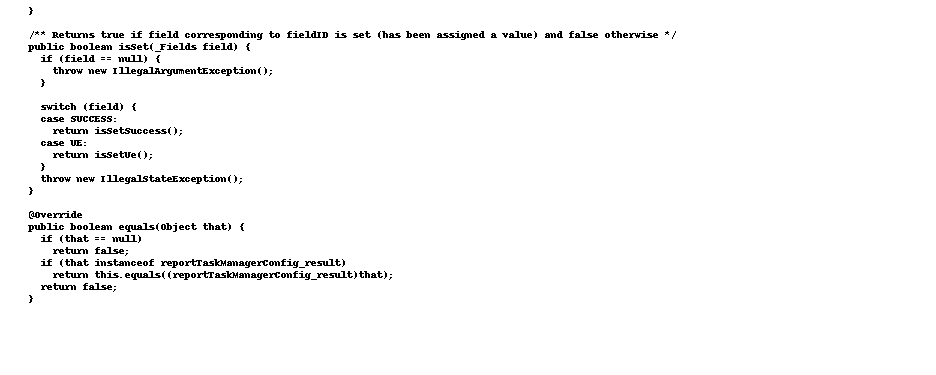 }

/** Returns true if field corresponding to fieldID is set (has been assigned a value) and false otherwise */
public boolean isSet(_Fields field) {
  if (field == null) {
    throw new IllegalArgumentException();
  }

  switch (field) {
  case SUCCESS:
    return isSetSuccess();
  case UE:
    return isSetUe();
  }
  throw new IllegalStateException();
}

@Override
public boolean equals(Object that) {
  if (that == null)
    return false;
  if (that instanceof reportTaskManagerConfig_result)
    return this.equals((reportTaskManagerConfig_result)that);
  return false;
}